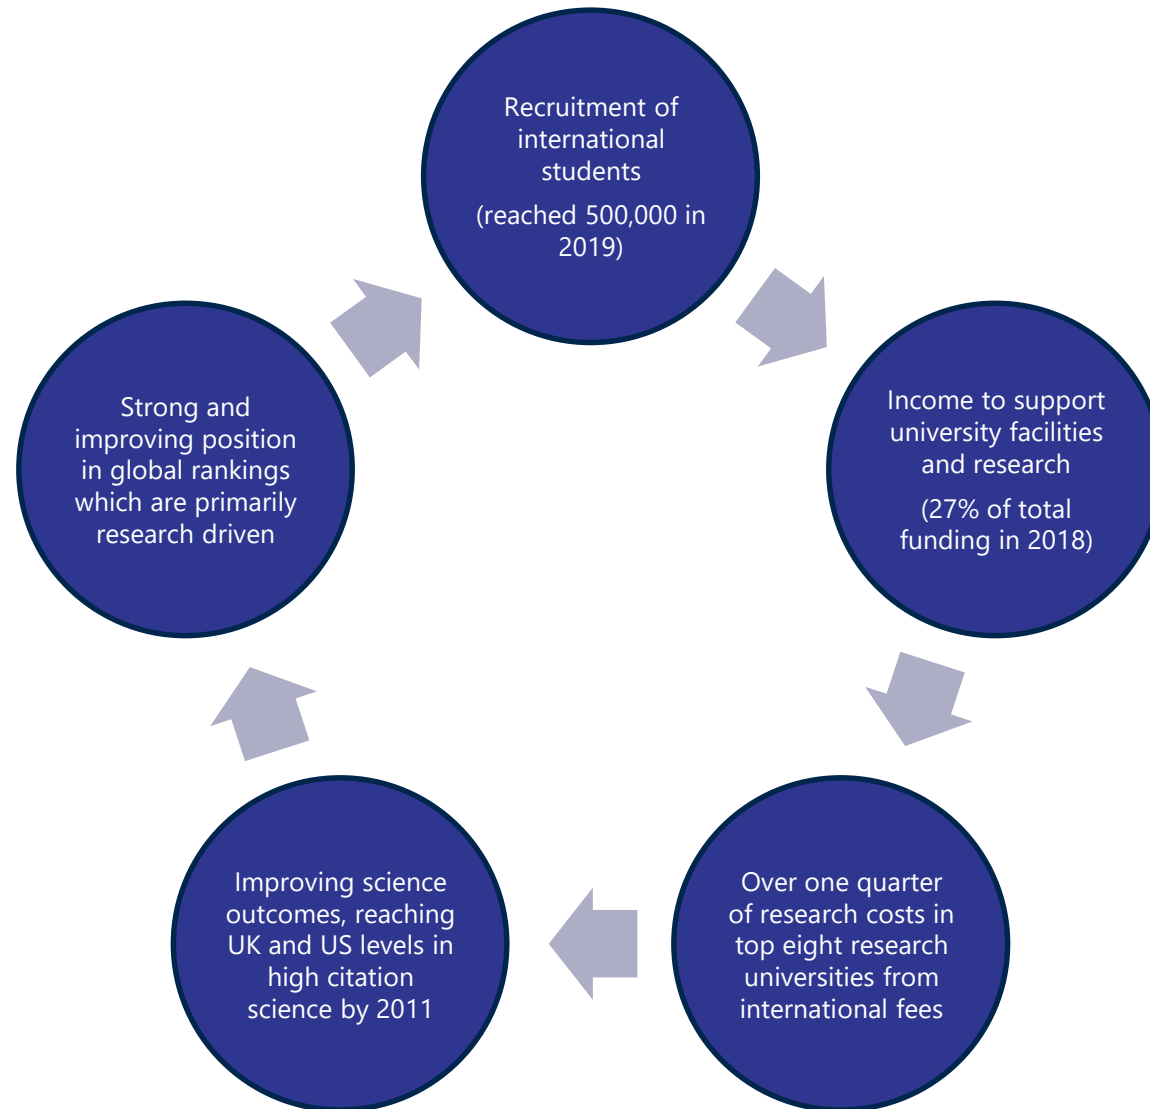 Recruitment of
international
students
(reached 500,000 in
2019)
Income to support
university facilities
and research
(27% of total
funding in 2018)
Over one quarter
of research costs in
top eight research
universities from
international fees
Improving science
outcomes, reaching
UK and US levels in
high citation
science by 2011
Strong and
improving position
in global rankings
which are primarily
research driven